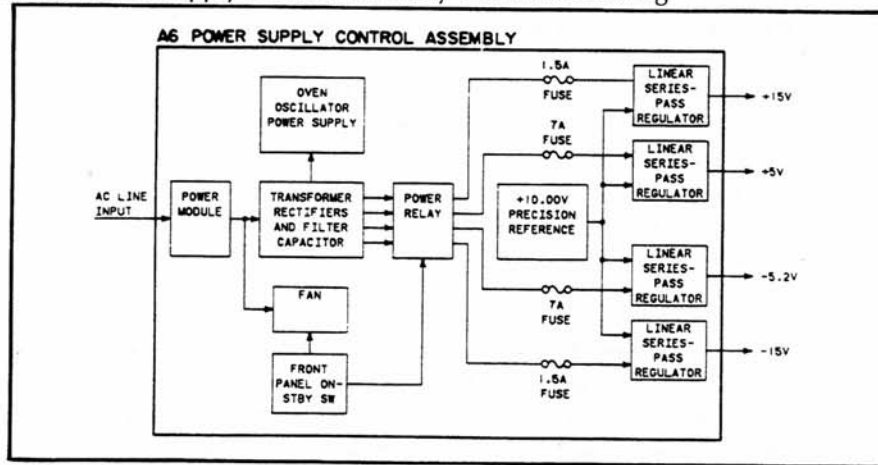 A6 POWER SUPPLY CONTROL ASSEMBLY
1.5A
FUSE
LINEAR
SERIES-
PASS
REGULATOR
+15V
OVEN
OSCILLATOR
POWER SUPPLY
7A
FUSE
LINEAR
SERIES-
PASS
REGULATOR
+5V
AC LINE
INPUT
POWER
MODULE
TRANSFORMER
RECTIFIERS
AND FILTER
CAPACITOR
POWER
RELAY
+10.00V
PRECISION
REFERENCE
LINEAR
SERIES-
PASS
REGULATOR
-5.2V
FAN
7A
FUSE
LINEAR
SERIES-
PASS
REGULATOR
-15V
FRONT
PANEL ON-
STBY SW
1.5A
FUSE